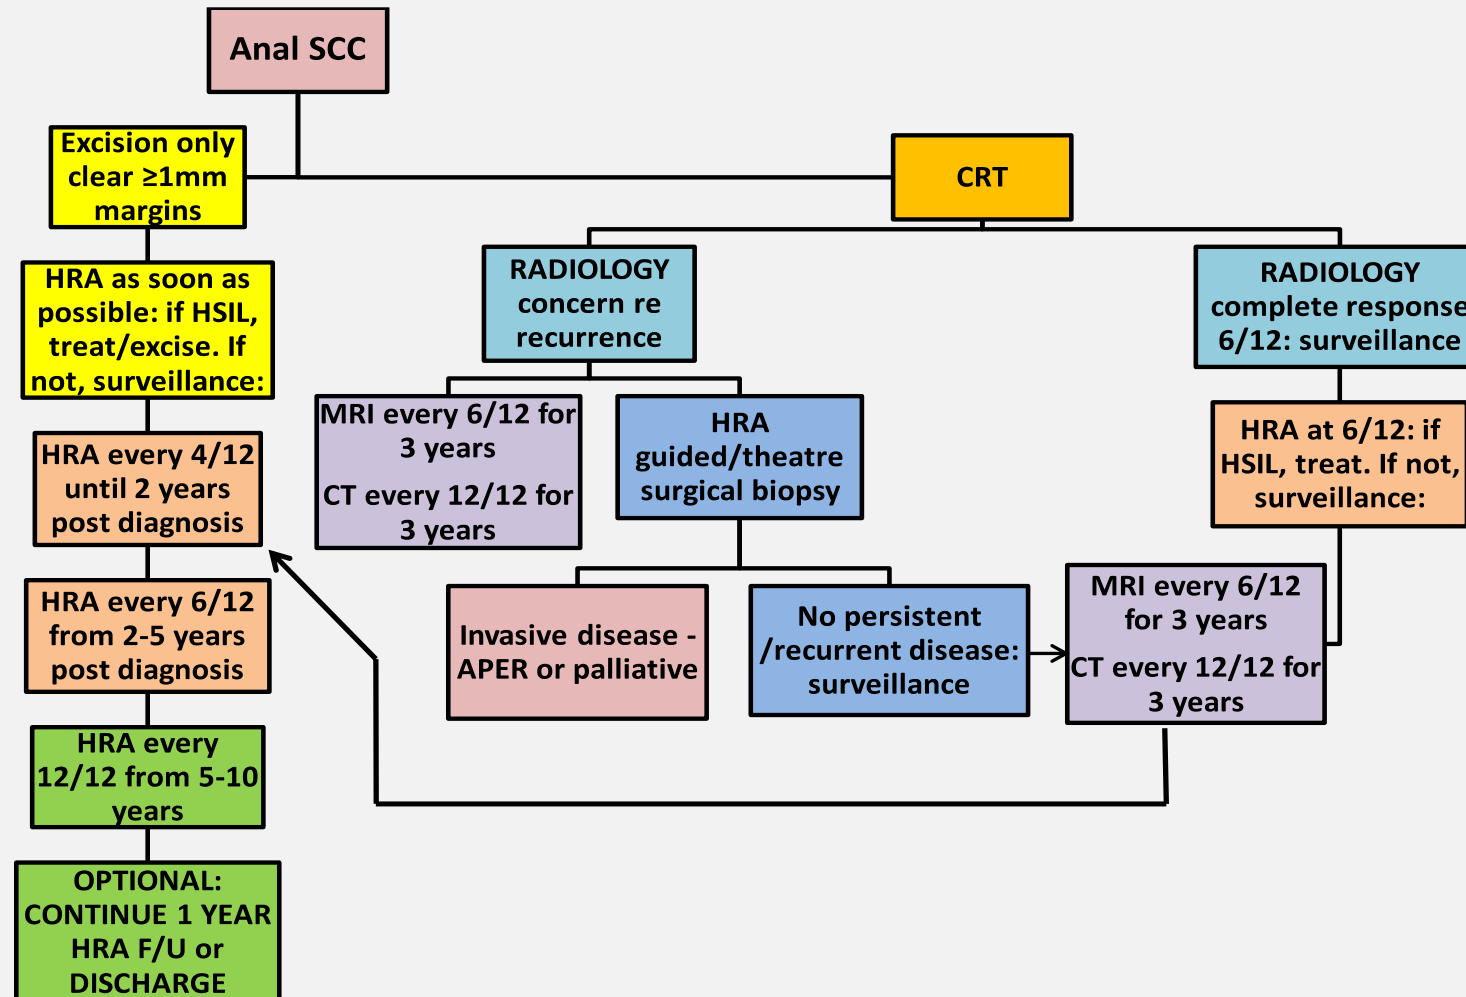 Anal SCC
Excision only
clear ≥1mm
margins
CRT
HRA as soon as
possible: if HSIL,
treat/excise. If
not, surveillance:
RADIOLOGY
concern re
recurrence
RADIOLOGY
complete response
6/12: surveillance
MRI every 6/12 for
3 years
CT every 12/12 for
3 years
HRA
guided/theatre
surgical biopsy
HRA at 6/12: if
HSIL, treat. If not,
surveillance:
HRA every 4/12
until 2 years
post diagnosis
HRA every 6/12
from 2-5 years
post diagnosis
Invasive disease -
APER or palliative
No persistent
/recurrent disease:
surveillance
MRI every 6/12
for 3 years
CT every 12/12 for
3 years
HRA every
12/12 from 5-10
years
OPTIONAL:
CONTINUE 1 YEAR
HRA F/U or
DISCHARGE